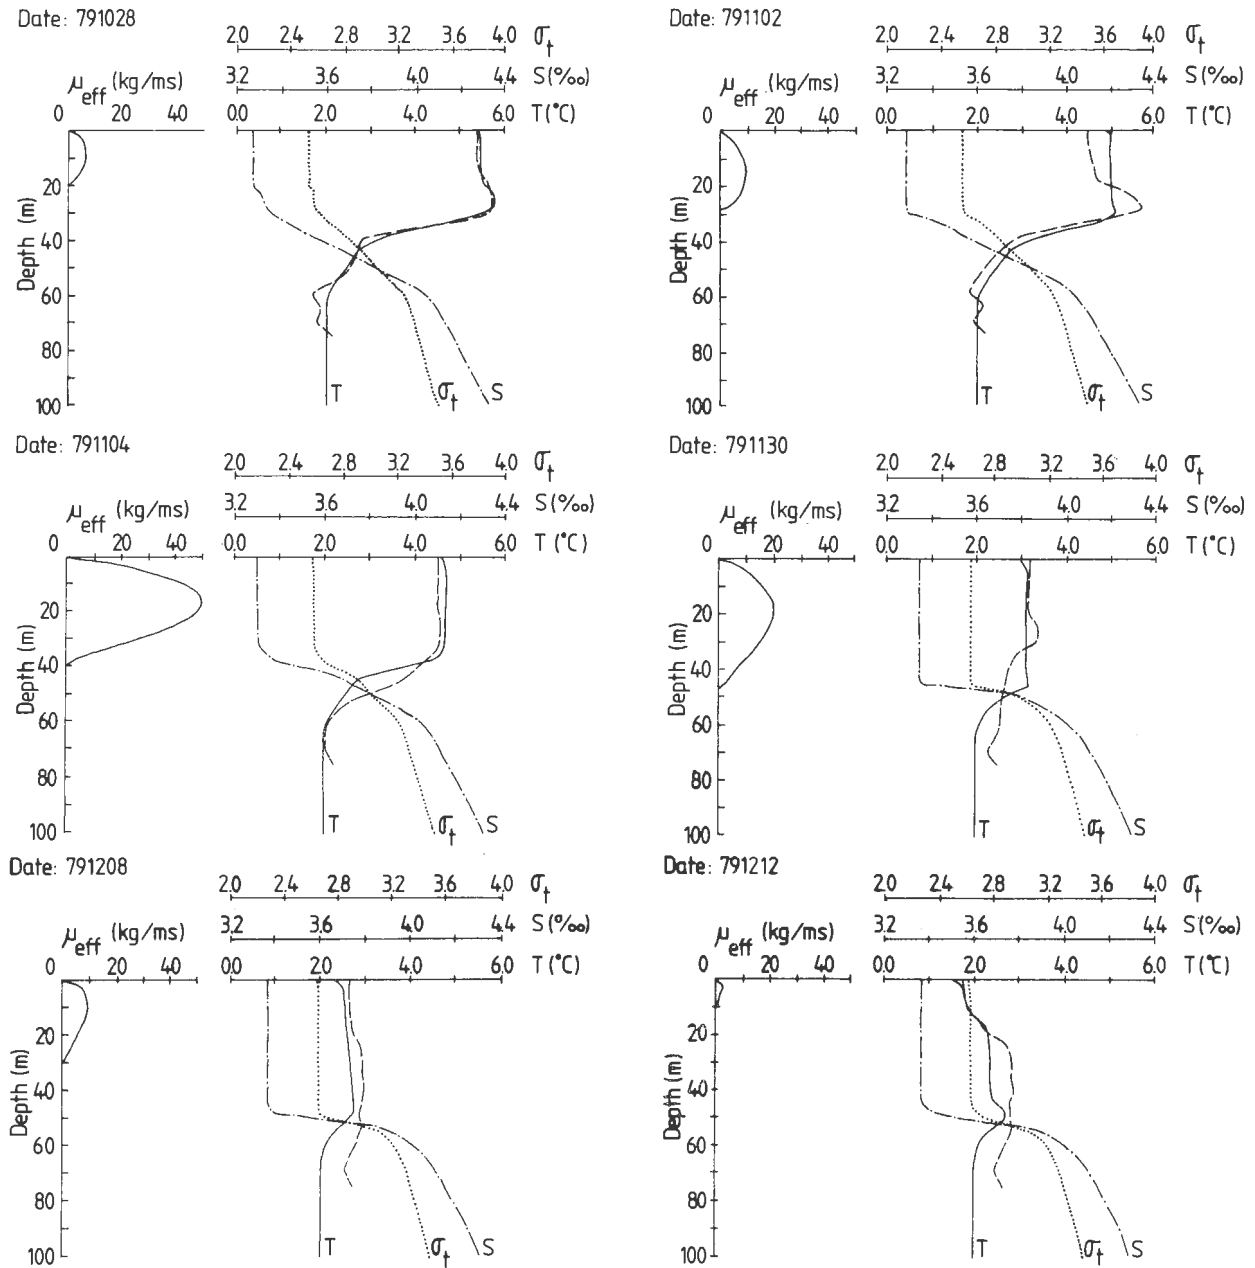 Date: 791028
2.0 2.4 2.8 3.2 3.6 4.0 σt
μeff (kg/ms)
3.2 3.6 4.0 4.4 S(‰)
0 20 40
0.0 2.0 4.0 6.0 T(°C)
Depth (m)
20
40
60
80
100
T σt S
Date: 791102
2.0 2.4 2.8 3.2 3.6 4.0 σt
μeff (kg/ms)
3.2 3.6 4.0 4.4 S(‰)
0 20 40
0.0 2.0 4.0 6.0 T(°C)
Depth (m)
20
40
60
80
100
T σt S
Date: 791104
2.0 2.4 2.8 3.2 3.6 4.0 σt
μeff (kg/ms)
3.2 3.6 4.0 4.4 S(‰)
0 20 40
0.0 2.0 4.0 6.0 T(°C)
Depth (m)
20
40
60
80
100
T σt S
Date: 791130
2.0 2.4 2.8 3.2 3.6 4.0 σt
μeff (kg/ms)
3.2 3.6 4.0 4.4 S(‰)
0 20 40
0.0 2.0 4.0 6.0 T(°C)
Depth (m)
20
40
60
80
100
T σt S
Date: 791208
2.0 2.4 2.8 3.2 3.6 4.0 σt
μeff (kg/ms)
3.2 3.6 4.0 4.4 S(‰)
0 20 40
0.0 2.0 4.0 6.0 T(°C)
Depth (m)
20
40
60
80
100
T σt S
Date: 791212
2.0 2.4 2.8 3.2 3.6 4.0 σt
μeff (kg/ms)
3.2 3.6 4.0 4.4 S(‰)
0 20 40
0.0 2.0 4.0 6.0 T(°C)
Depth (m)
20
40
60
80
100
T σt S